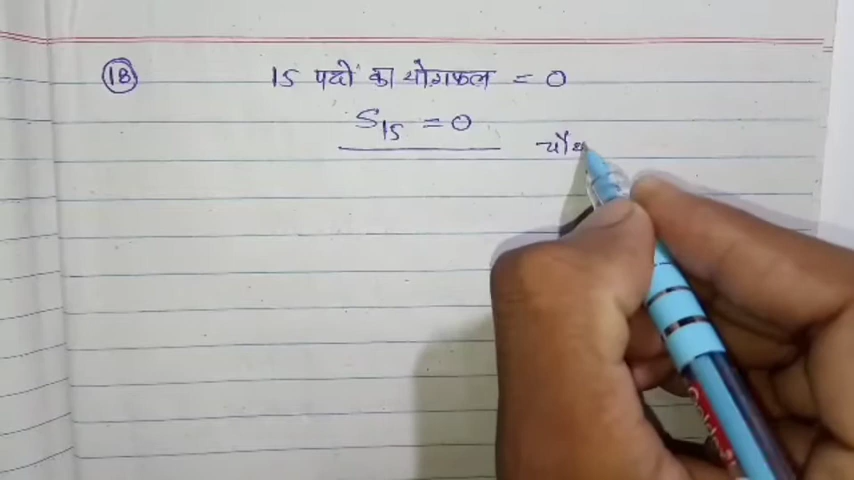 18 15 पदो का योगफल = 0
S15 = 0
चौथ